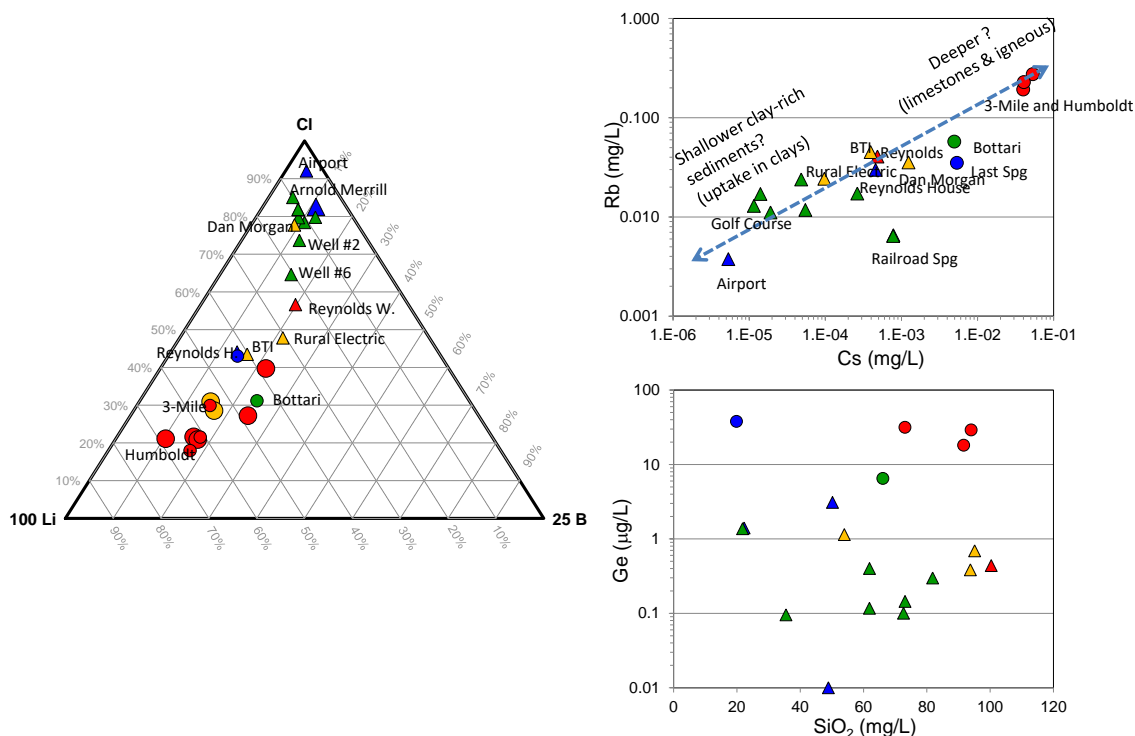 Cl
Airport
Arnold Merrill
Dan Morgan
Well #2
Well #6
Reynolds W.
Rural Electric
BTI
Reynolds H.
Bottari
3-Mile
Humboldt
100 Li
25 B
90%
80%
70%
60%
50%
40%
30%
20%
10%
10%
20%
30%
40%
50%
60%
70%
80%
90%
90%
80%
70%
60%
50%
40%
30%
20%
10%
1.000
0.100
0.010
0.001
Rb (mg/L)
1.E-06
1.E-05
1.E-04
1.E-03
1.E-02
1.E-01
Cs (mg/L)
Deeper ?
(limestones & igneous)
Shallower clay-rich
sediments?
(uptake in clays)
3-Mile and Humboldt
Bottari
Last Spg
BTI
Reynolds
Rural Electric
Dan Morgan
Reynolds House
Golf Course
Railroad Spg
Airport
100
10
1
0.1
0.01
Ge (µg/L)
0
20
40
60
80
100
120
SiO2 (mg/L)